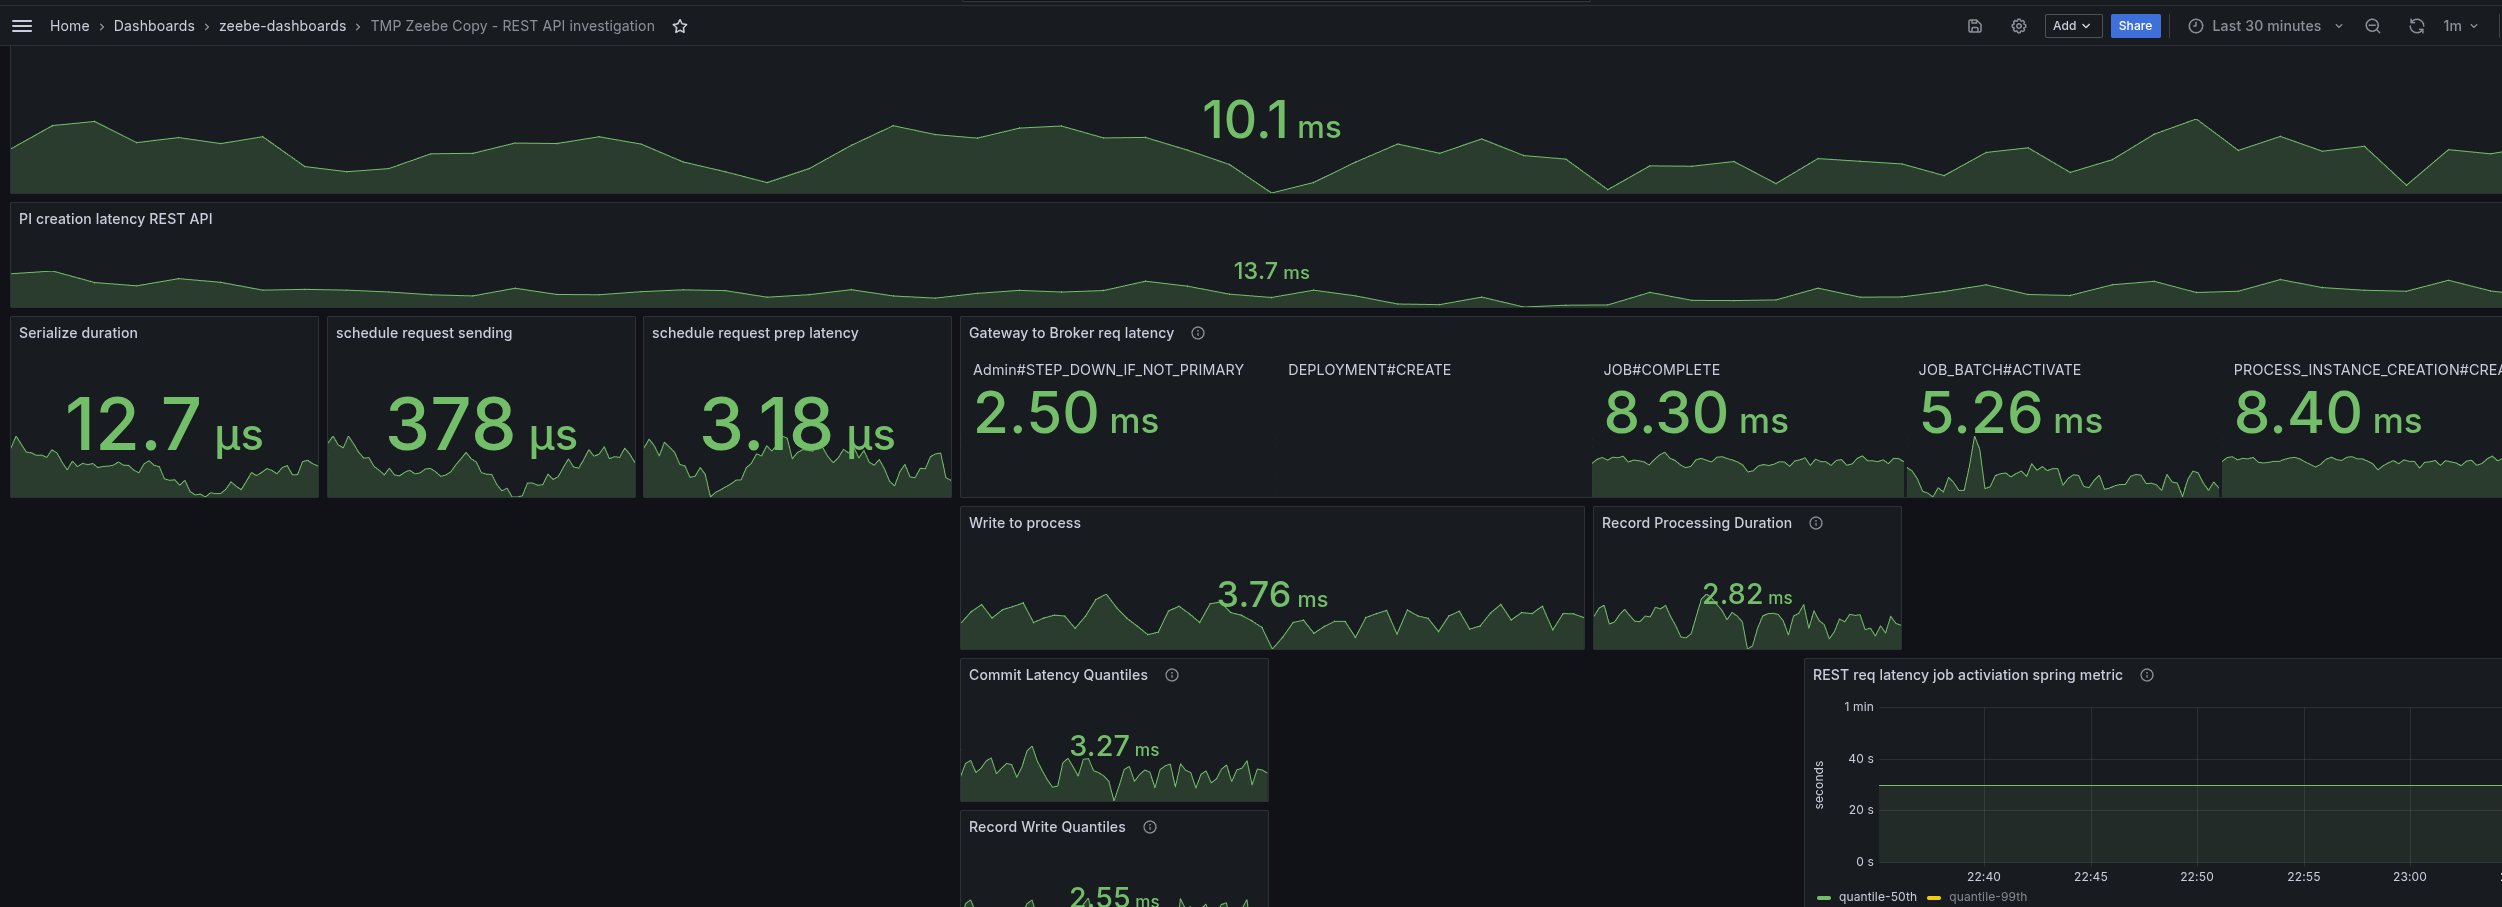 Home › Dashboards › zeebe-dashboards › TMP Zeebe Copy - REST API investigation Add Share Last 30 minutes 1m
10.1 ms
PI creation latency REST API
13.7 ms
Serialize duration
12.7 µs
schedule request sending
378 µs
schedule request prep latency
3.18 µs
Gateway to Broker req latency
Admin#STEP_DOWN_IF_NOT_PRIMARY
2.50 ms
DEPLOYMENT#CREATE
JOB#COMPLETE
8.30 ms
JOB_BATCH#ACTIVATE
5.26 ms
PROCESS_INSTANCE_CREATION#CREA
8.40 ms
Write to process
3.76 ms
Record Processing Duration
2.82 ms
Commit Latency Quantiles
3.27 ms
Record Write Quantiles
2.55 ms
REST req latency job activiation spring metric
seconds
1 min
40 s
20 s
0 s
22:40 22:45 22:50 22:55 23:00
quantile-50th quantile-99th